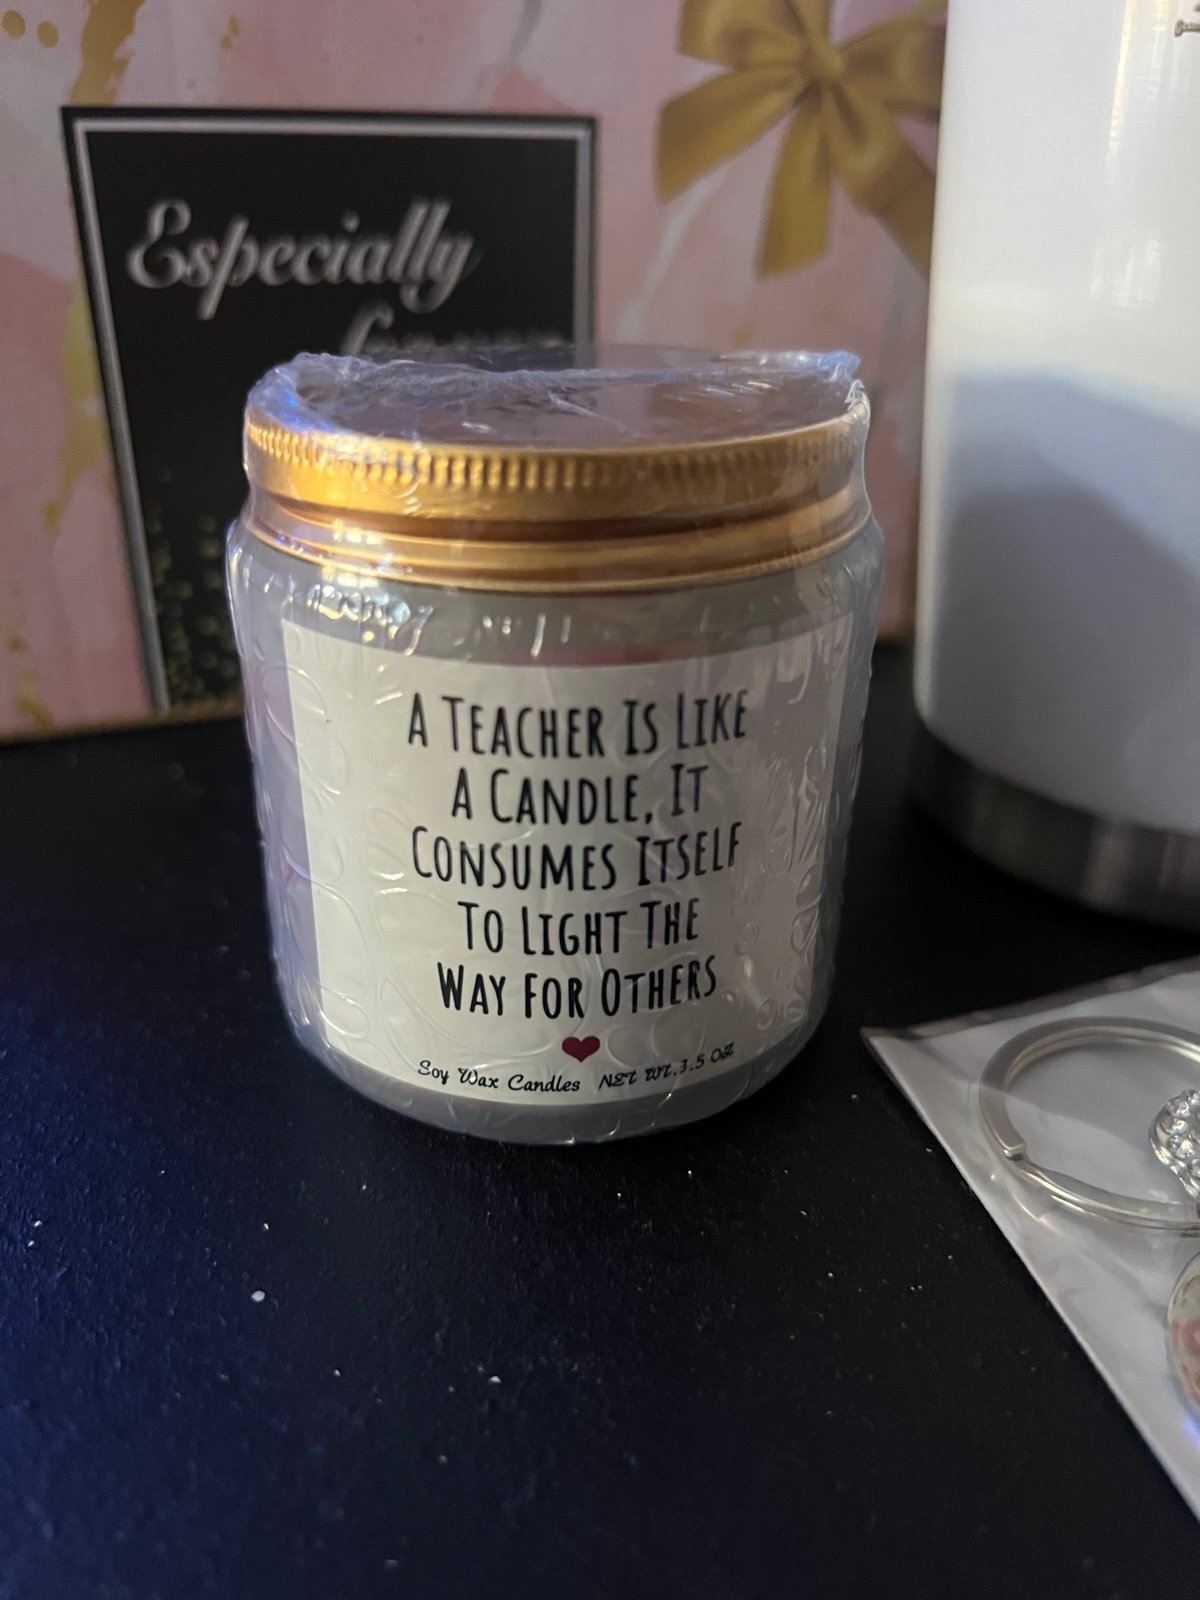 Especially
A TEACHER IS LIKE
A CANDLE, IT
CONSUMES ITSELF
TO LIGHT THE
WAY FOR OTHERS
Soy Wax Candles NET WT.3.5 OZ